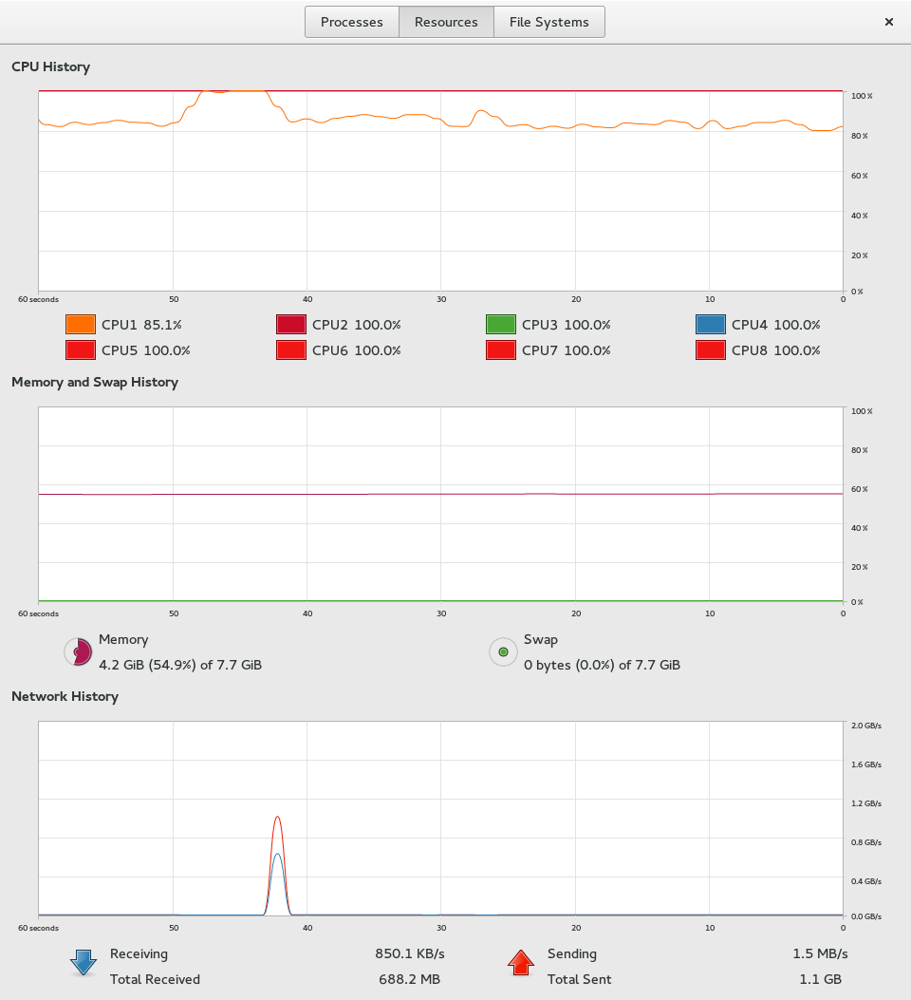 Processes Resources File Systems ×
CPU History
100 %
80 %
60 %
40 %
20 %
0 %
60 seconds 50 40 30 20 10 0
CPU1 85.1% CPU2 100.0% CPU3 100.0% CPU4 100.0%
CPU5 100.0% CPU6 100.0% CPU7 100.0% CPU8 100.0%
Memory and Swap History
100 %
80 %
60 %
40 %
20 %
0 %
60 seconds 50 40 30 20 10 0
Memory Swap
4.2 GiB (54.9%) of 7.7 GiB 0 bytes (0.0%) of 7.7 GiB
Network History
2.0 GB/s
1.6 GB/s
1.2 GB/s
0.8 GB/s
0.4 GB/s
0.0 GB/s
60 seconds 50 40 30 20 10 0
Receiving 850.1 KB/s Sending 1.5 MB/s
Total Received 688.2 MB Total Sent 1.1 GB